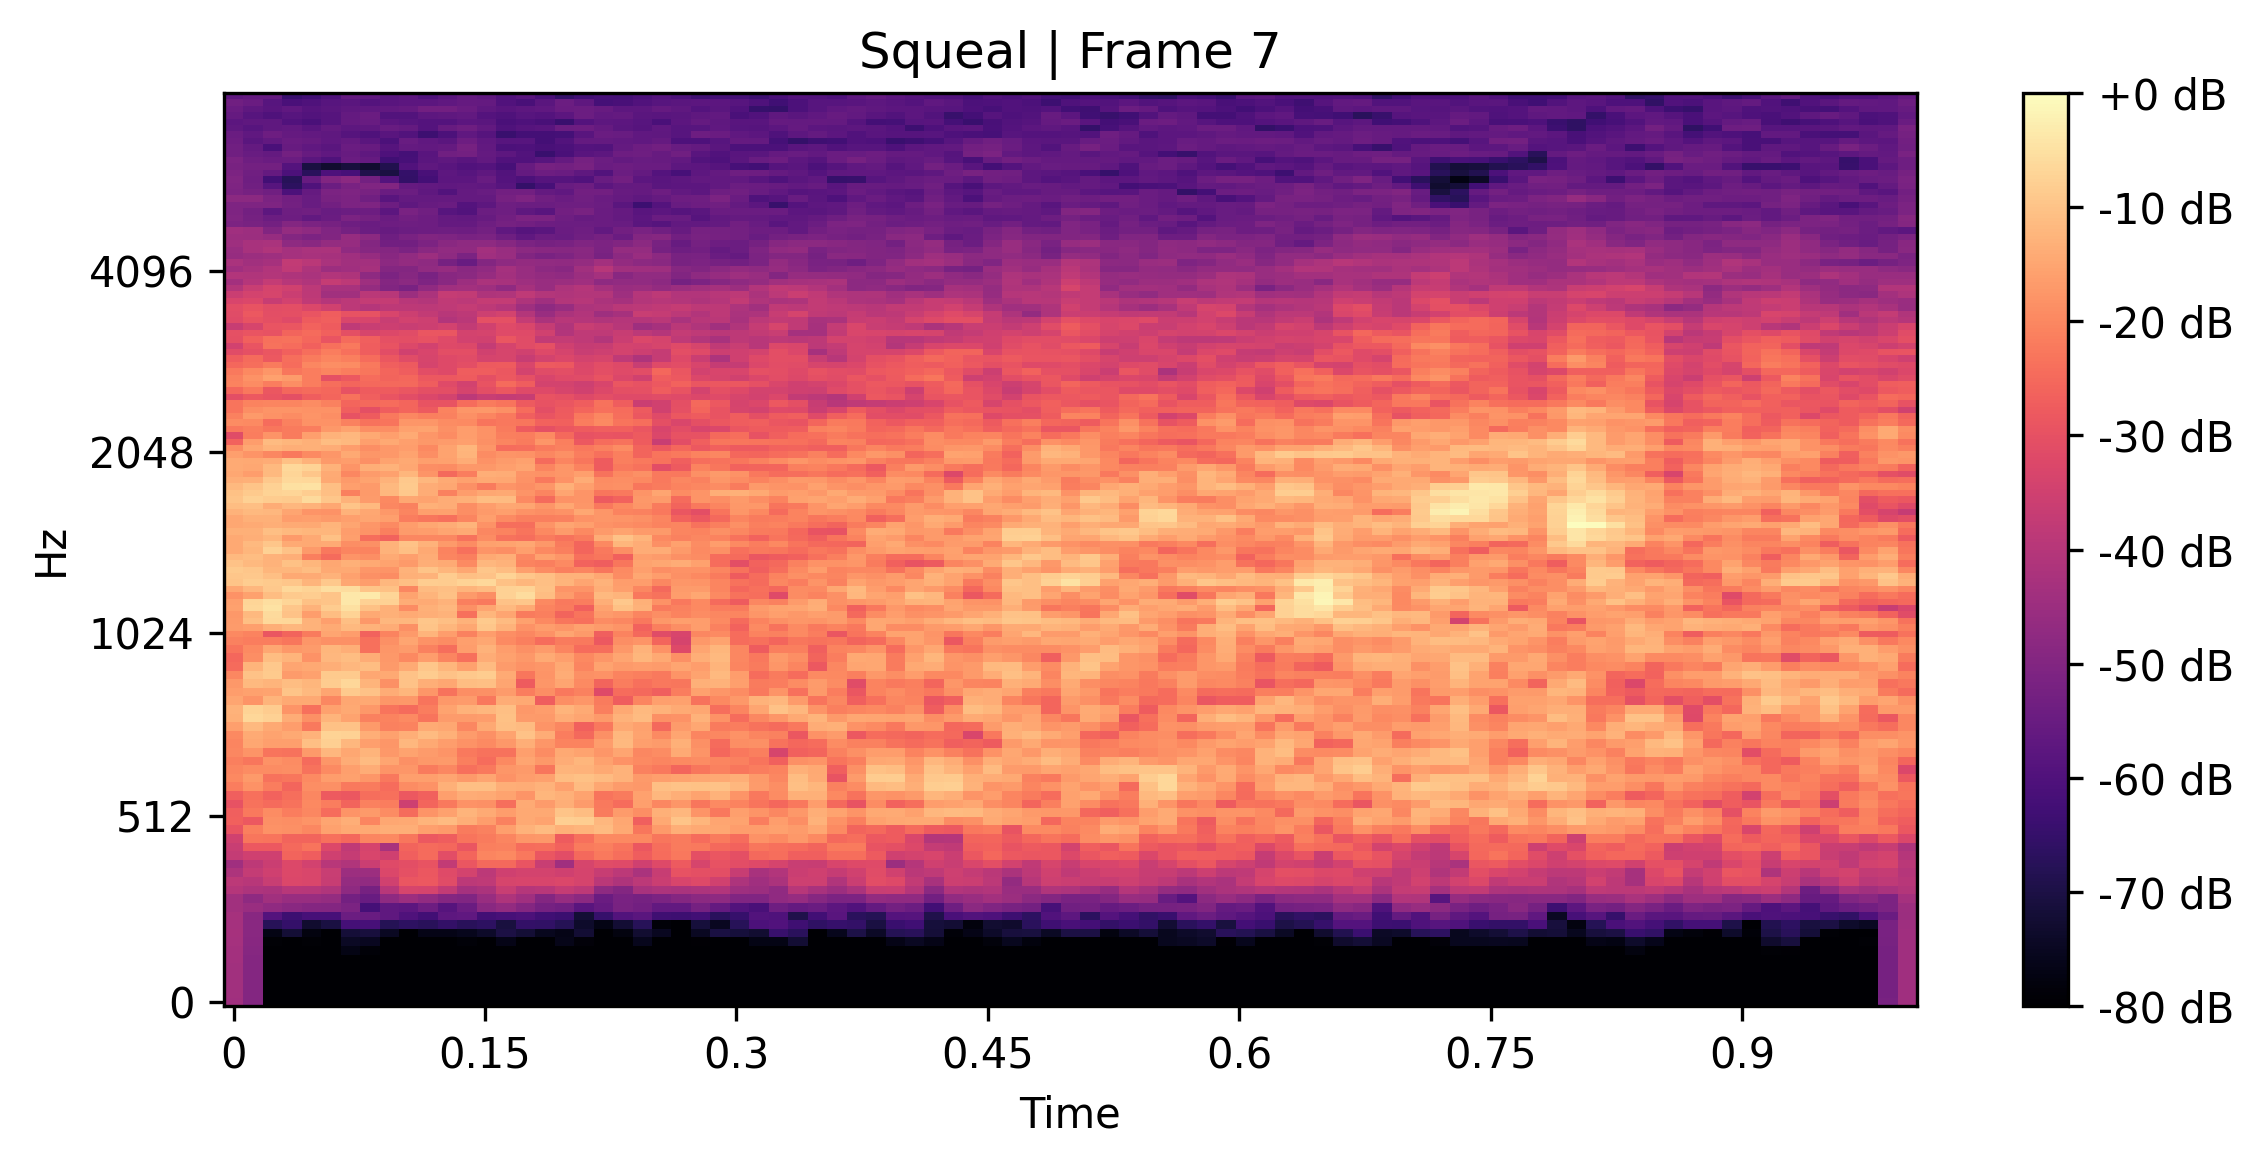 Squeal | Frame 7
+0 dB
-10 dB
-20 dB
-30 dB
-40 dB
-50 dB
-60 dB
-70 dB
-80 dB
Hz
4096
2048
1024
512
0
0 0.15 0.3 0.45 0.6 0.75 0.9
Time